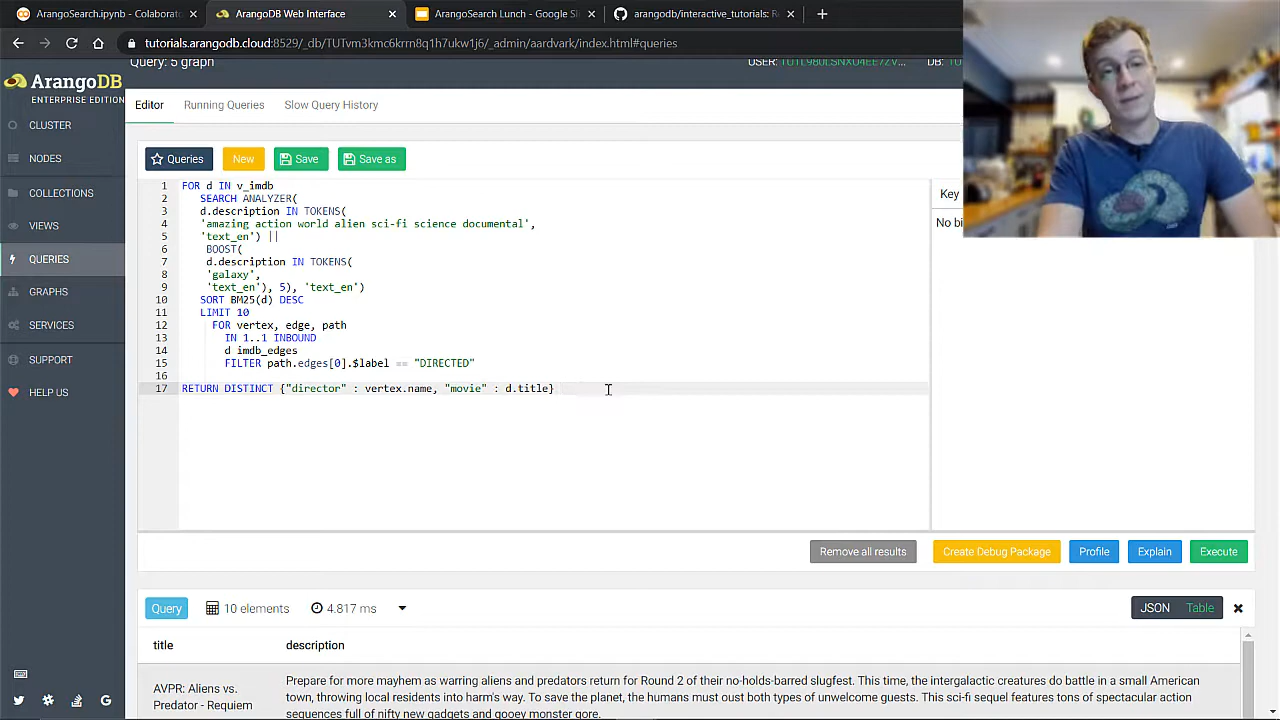 ArangoSearch.ipynb - Colaborato
ArangoDB Web Interface
ArangoSearch Lunch - Google Sli
arangodb/interactive_tutorials: R
tutorials.arangodb.cloud:8529/_db/TUTvm3kmc6krrn8q1h7ukw1j6/_admin/aardvark/index.html#queries
ArangoDB
ENTERPRISE EDITION
CLUSTER
NODES
COLLECTIONS
VIEWS
QUERIES
GRAPHS
SERVICES
SUPPORT
HELP US
Query: 5 graph
USER:
DB:
Editor
Running Queries
Slow Query History
Queries
New
Save
Save as
1 FOR d IN v_imdb
2 SEARCH ANALYZER(
3 d.description IN TOKENS(
4 'amazing action world alien sci-fi science documental',
5 'text_en') ||
6 BOOST(
7 d.description IN TOKENS(
8 'galaxy',
9 'text_en'), 5), 'text_en')
10 SORT BM25(d) DESC
11 LIMIT 10
12 FOR vertex, edge, path
13 IN 1..1 INBOUND
14 d imdb_edges
15 FILTER path.edges[0].$label == "DIRECTED"
16
17 RETURN DISTINCT {"director" : vertex.name, "movie" : d.title}
Key
No bi
Remove all results
Create Debug Package
Profile
Explain
Execute
Query
10 elements
4.817 ms
JSON
Table
title
description
AVPR: Aliens vs.
Predator - Requiem
Prepare for more mayhem as warring aliens and predators return for Round 2 of their no-holds-barred slugfest. This time, the intergalactic creatures do battle in a small American
town, throwing local residents into harm's way. To save the planet, the humans must oust both types of unwelcome guests. This sci-fi sequel features tons of spectacular action
sequences full of nifty new gadgets and gooey monster gore.